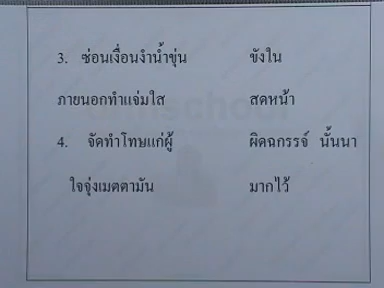 3. ซ่อนเงื่อนงำน้ำขุ่น ขังใน
ภายนอกทำแจ่มใส สดหน้า
4. จัดทำโทษแก่ผู้ ผิดฉกรรจ์ นั้นนา
ใจจุ่งเมตตามัน มากไว้